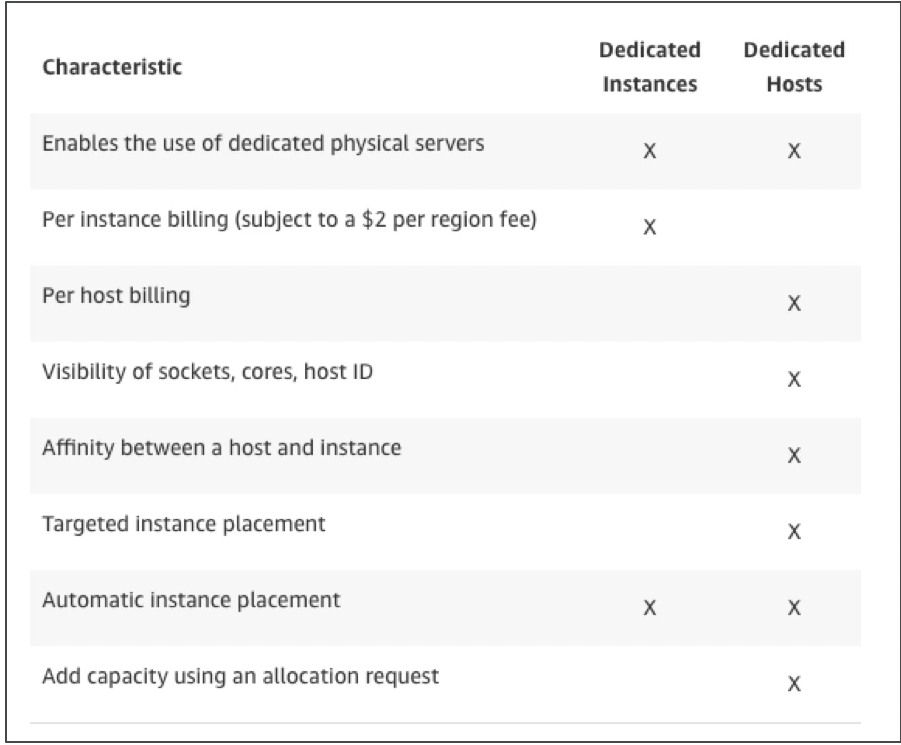 Characteristic Dedicated Instances Dedicated Hosts
Enables the use of dedicated physical servers X X
Per instance billing (subject to a $2 per region fee) X
Per host billing X
Visibility of sockets, cores, host ID X
Affinity between a host and instance X
Targeted instance placement X
Automatic instance placement X X
Add capacity using an allocation request X